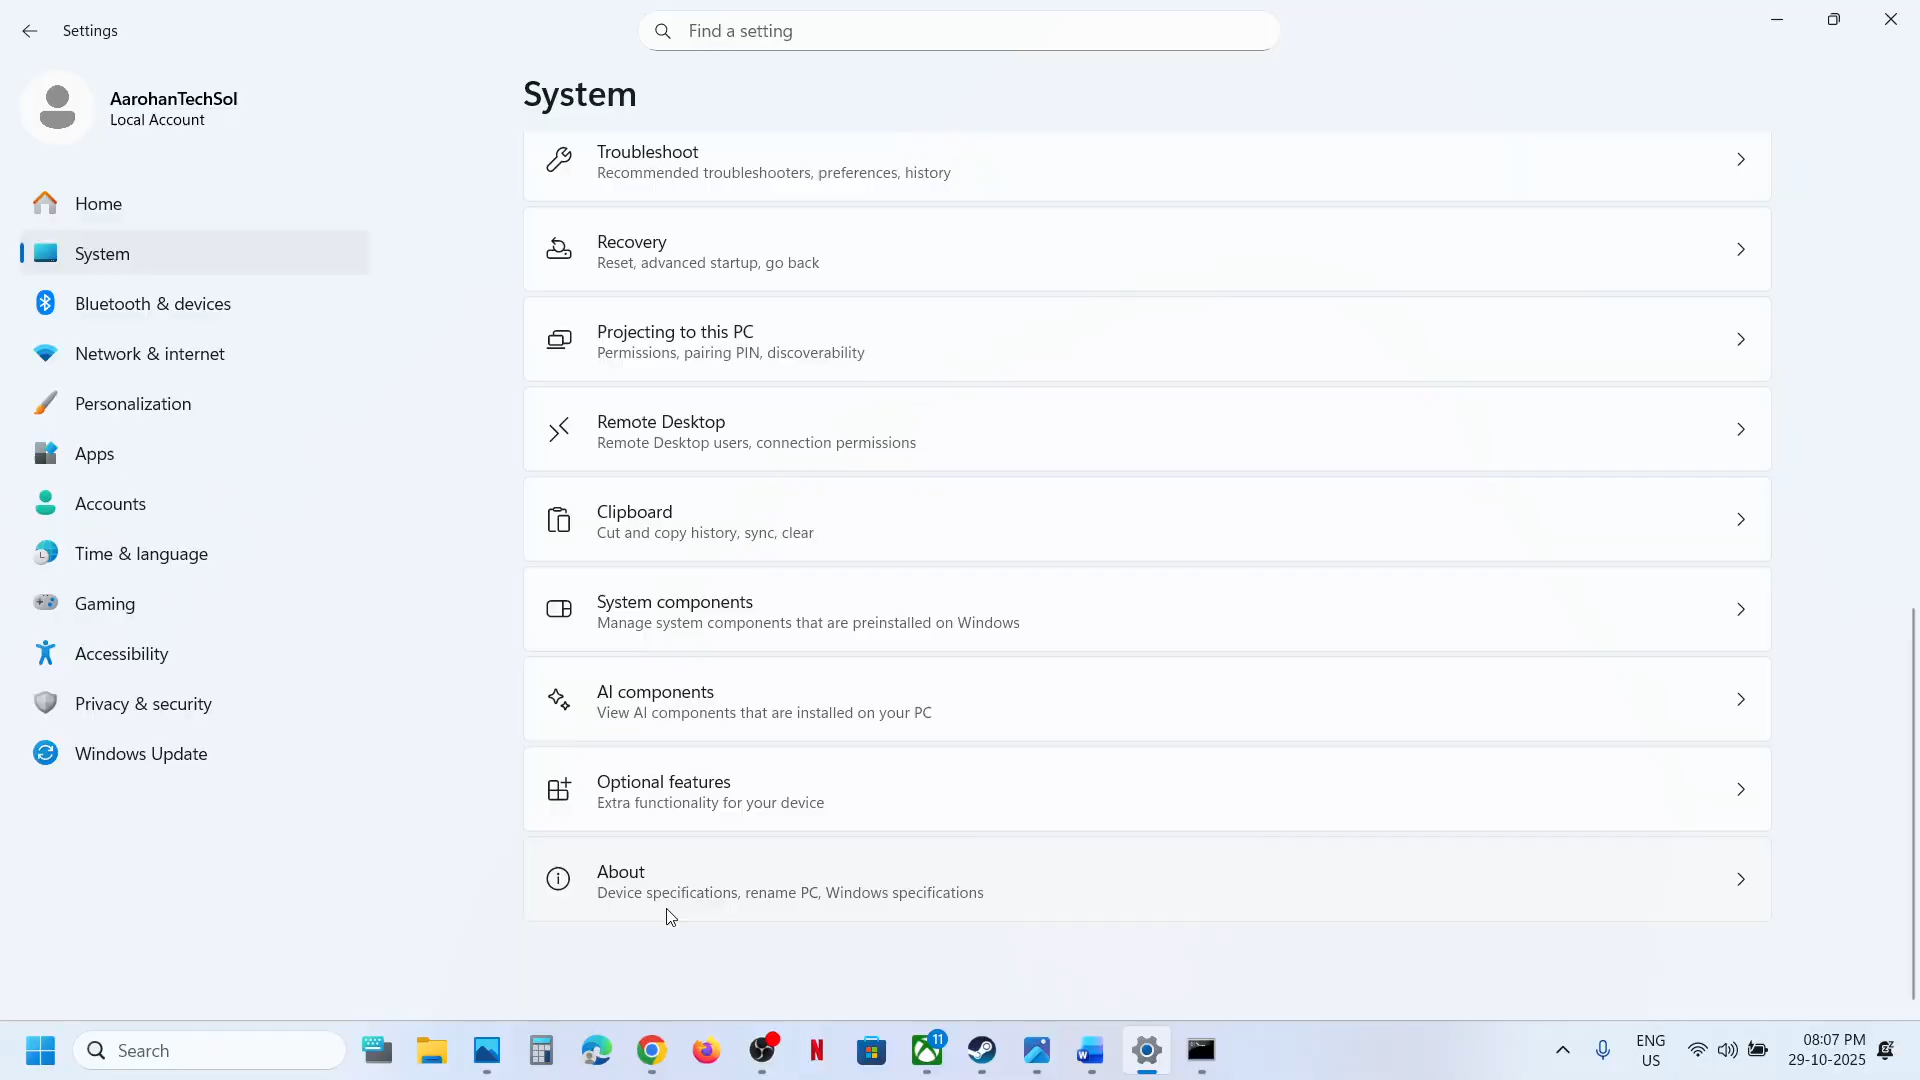 Settings
Find a setting
AarohanTechSol
Local Account
Home
System
Bluetooth & devices
Network & internet
Personalization
Apps
Accounts
Time & language
Gaming
Accessibility
Privacy & security
Windows Update
System
Troubleshoot
Recommended troubleshooters, preferences, history
Recovery
Reset, advanced startup, go back
Projecting to this PC
Permissions, pairing PIN, discoverability
Remote Desktop
Remote Desktop users, connection permissions
Clipboard
Cut and copy history, sync, clear
System components
Manage system components that are preinstalled on Windows
AI components
View AI components that are installed on your PC
Optional features
Extra functionality for your device
About
Device specifications, rename PC, Windows specifications
Search
N
11
W
ENG
US
08:07 PM
29-10-2025